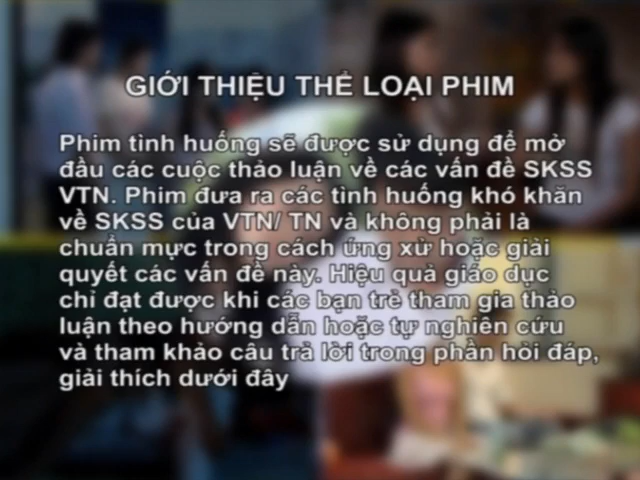 GIỚI THIỆU THỂ LOẠI PHIM
Phim tình huống sẽ được sử dụng để mở
đầu các cuộc thảo luận về các vấn đề SKSS
VTN. Phim đưa ra các tình huống khó khăn
về SKSS của VTN/ TN và không phải là
chuẩn mực trong cách ứng xử hoặc giải
quyết các vấn đề này. Hiệu quả giáo dục
chỉ đạt được khi các bạn trẻ tham gia thảo
luận theo hướng dẫn hoặc tự nghiên cứu
và tham khảo câu trả lời trong phần hỏi đáp,
giải thích dưới đây